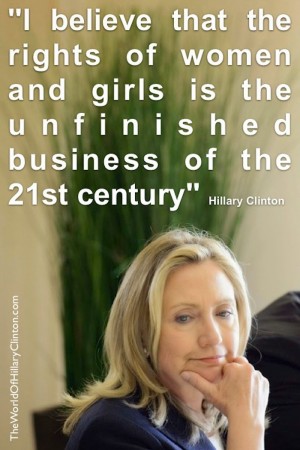 "I believe that the
rights of women
and girls is the
unfinished
business of the
21st century" Hillary Clinton
TheWorldOfHillaryClinton.com